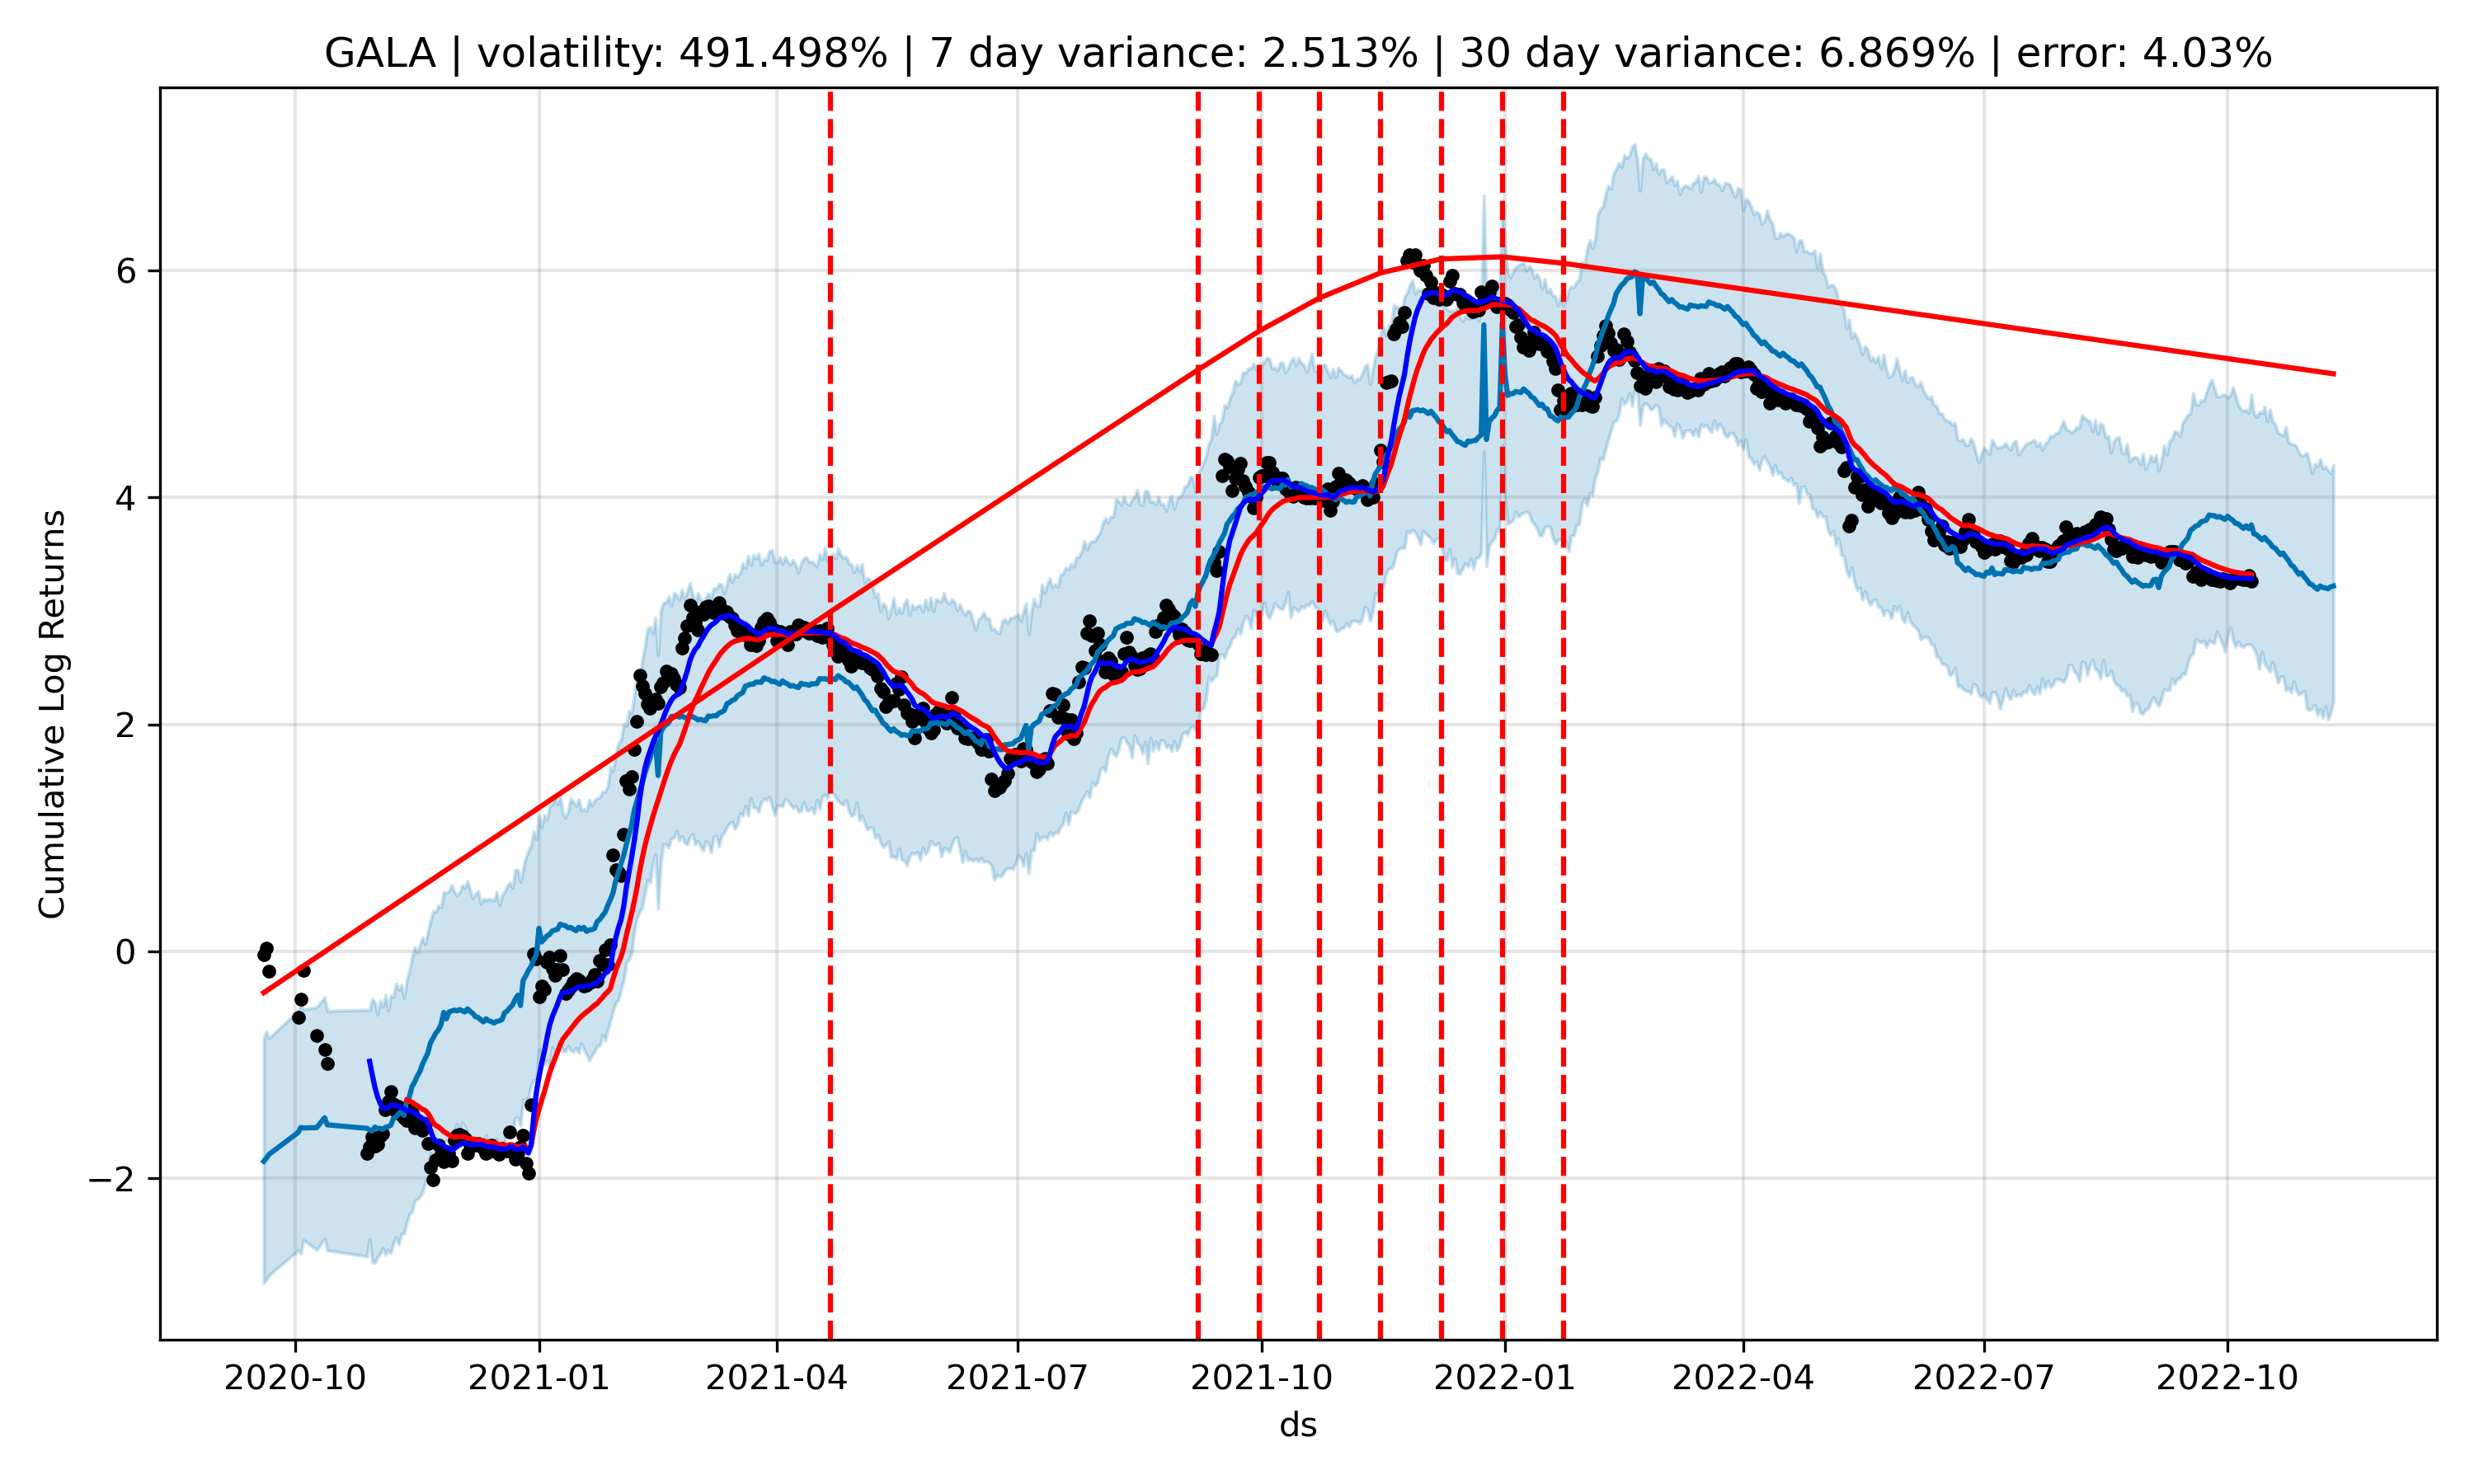 GALA | volatility: 491.498% | 7 day variance: 2.513% | 30 day variance: 6.869% | error: 4.03%
Cumulative Log Returns
6
4
2
0
−2
2020-10 2021-01 2021-04 2021-07 2021-10 2022-01 2022-04 2022-07 2022-10
ds